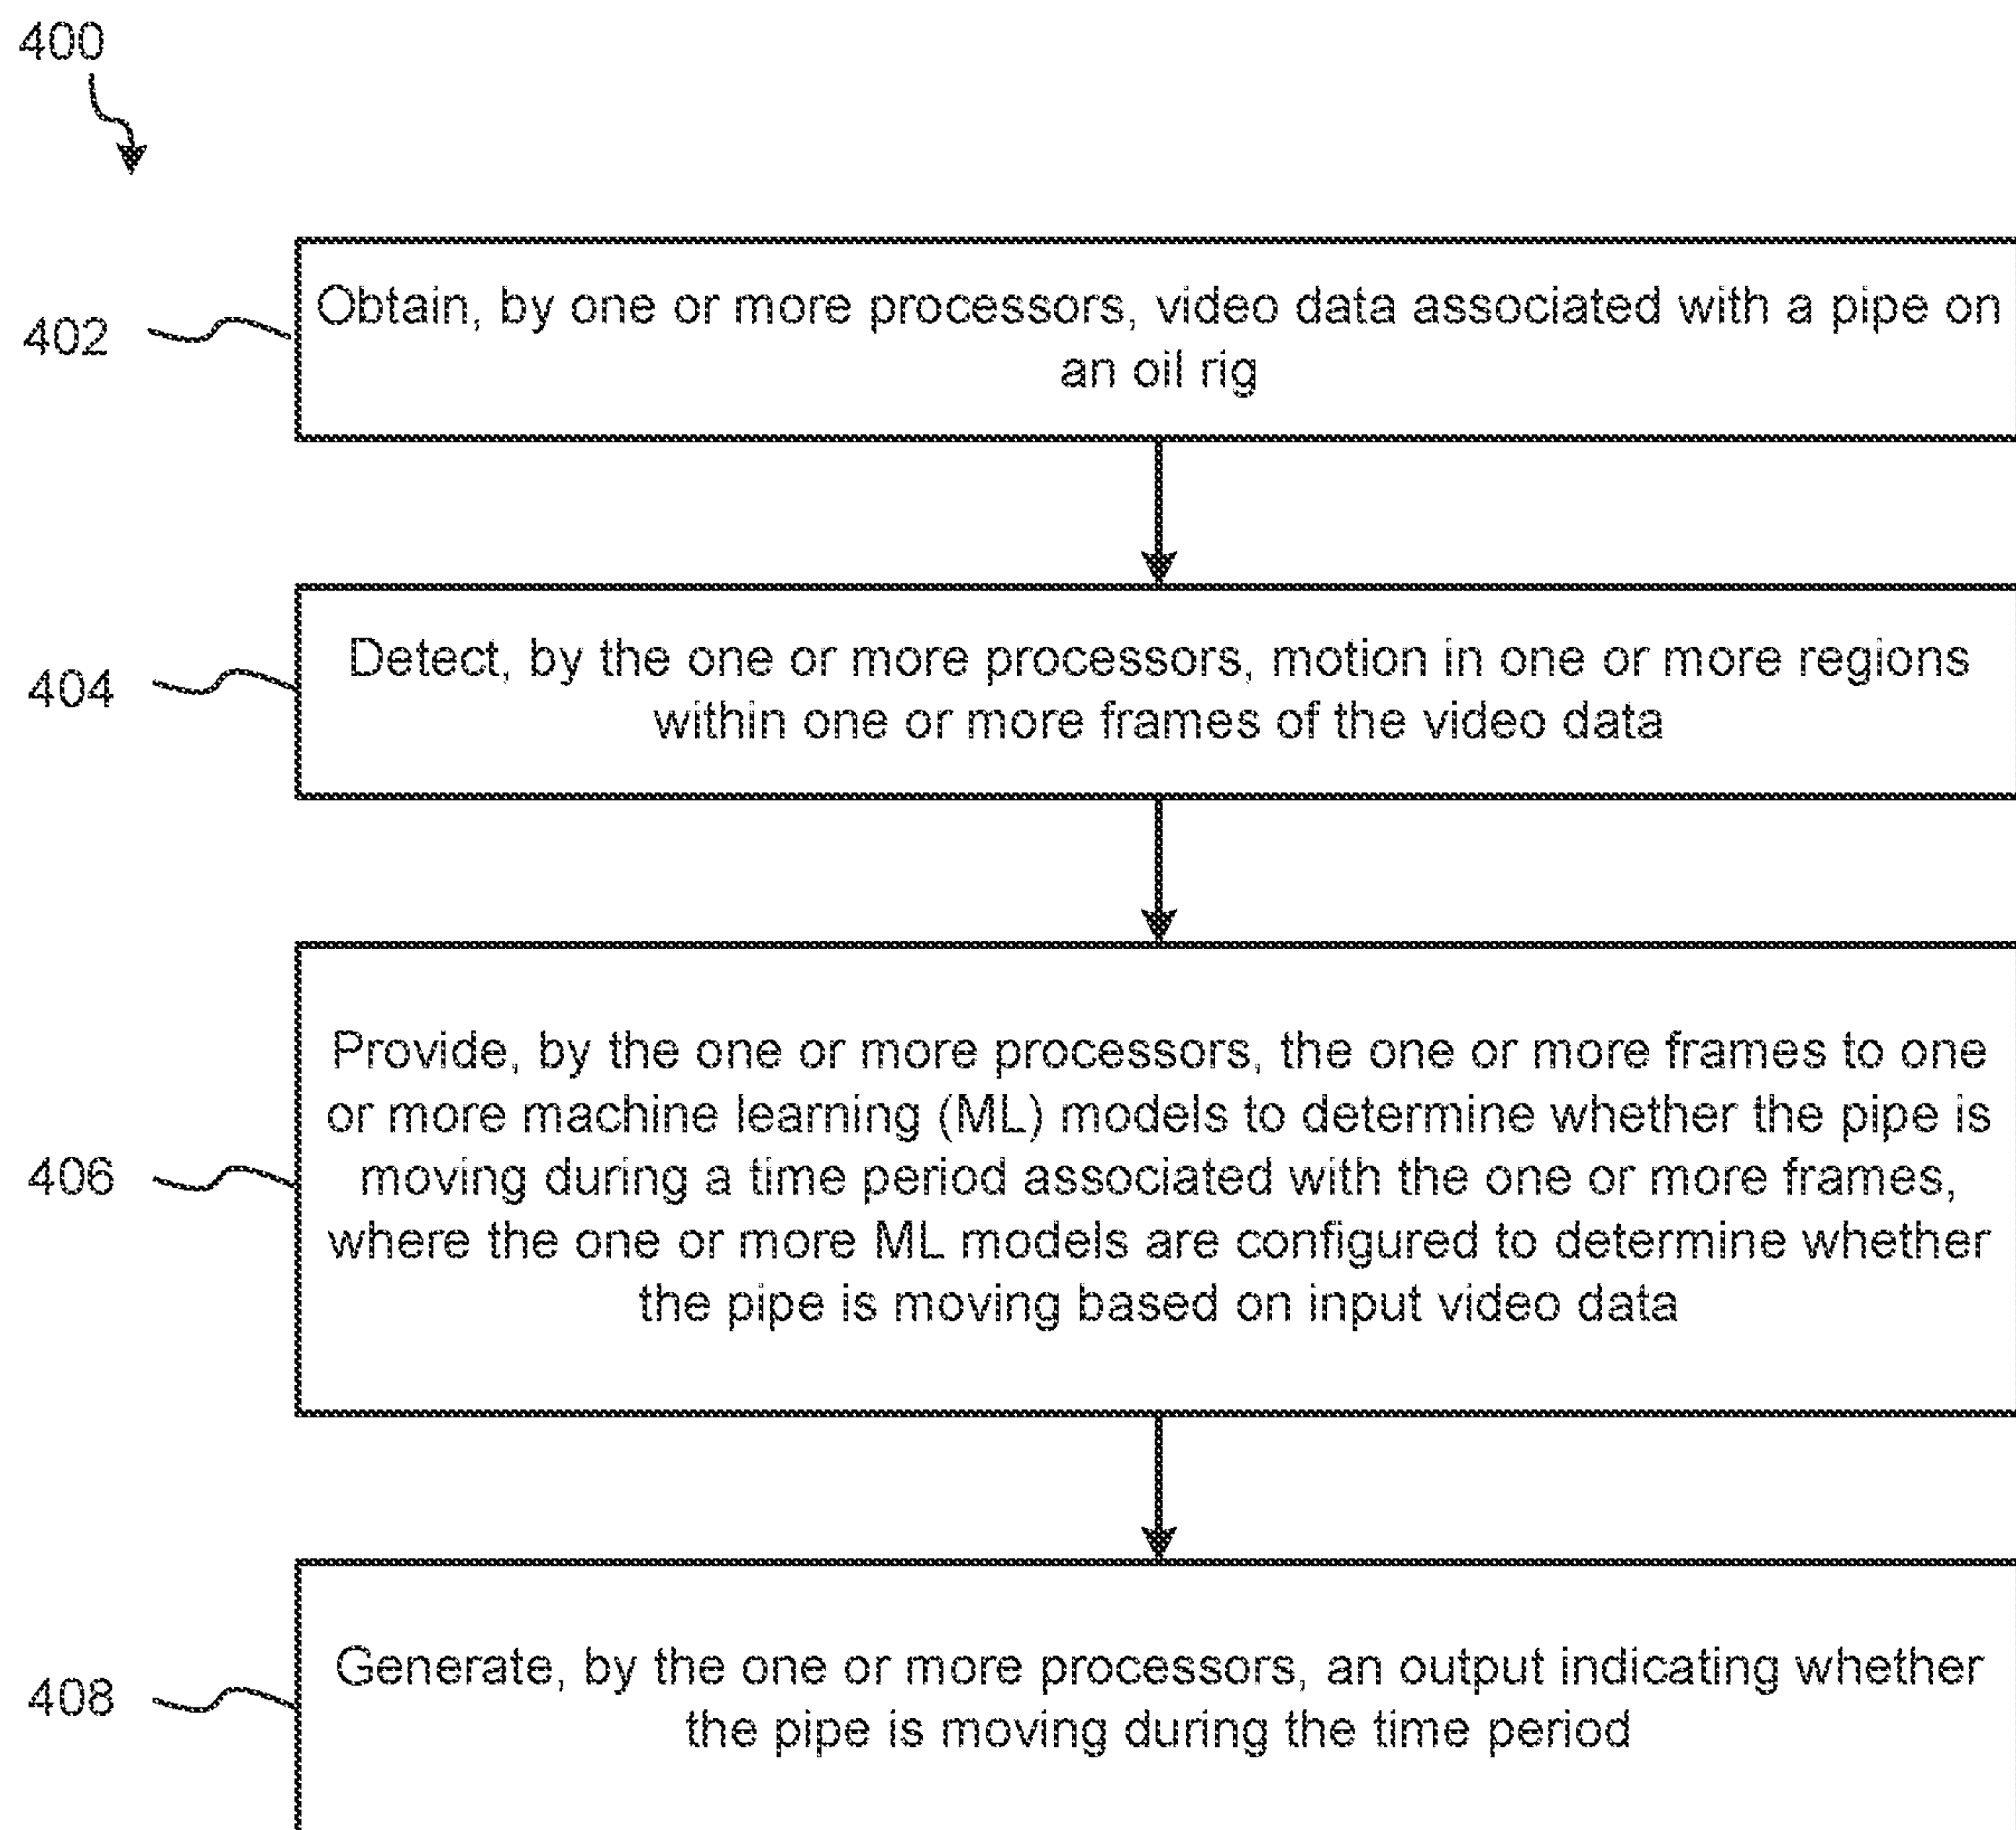 400
402
Obtain, by one or more processors, video data associated with a pipe on
an oil rig
404
Detect, by the one or more processors, motion in one or more regions
within one or more frames of the video data
406
Provide, by the one or more processors, the one or more frames to one
or more machine learning (ML) models to determine whether the pipe is
moving during a time period associated with the one or more frames,
where the one or more ML models are configured to determine whether
the pipe is moving based on input video data
408
Generate, by the one or more processors, an output indicating whether
the pipe is moving during the time period